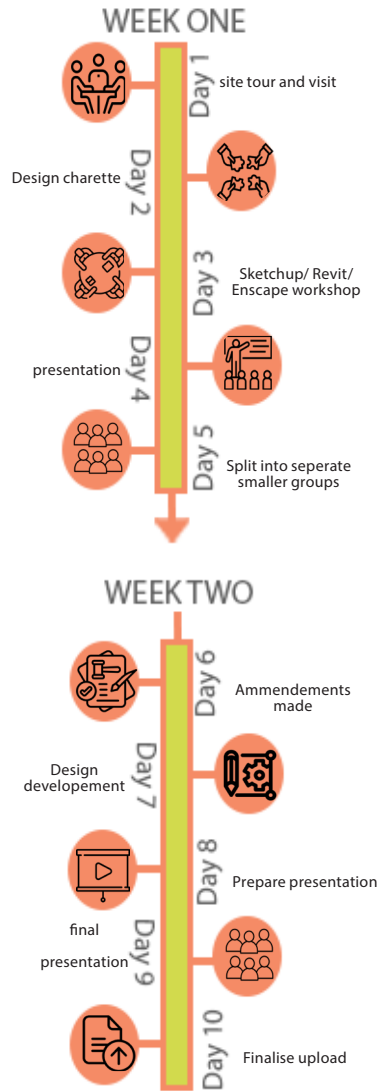 WEEK ONE
Day 1
site tour and visit
Design charette
Day 2
Day 3
Sketchup/ Revit/
Enscape workshop
presentation
Day 4
Day 5
Split into seperate
smaller groups
WEEK TWO
Day 6
Ammendements
made
Design
developement
Day 7
Day 8
Prepare presentation
final
presentation
Day 9
Day 10
Finalise upload